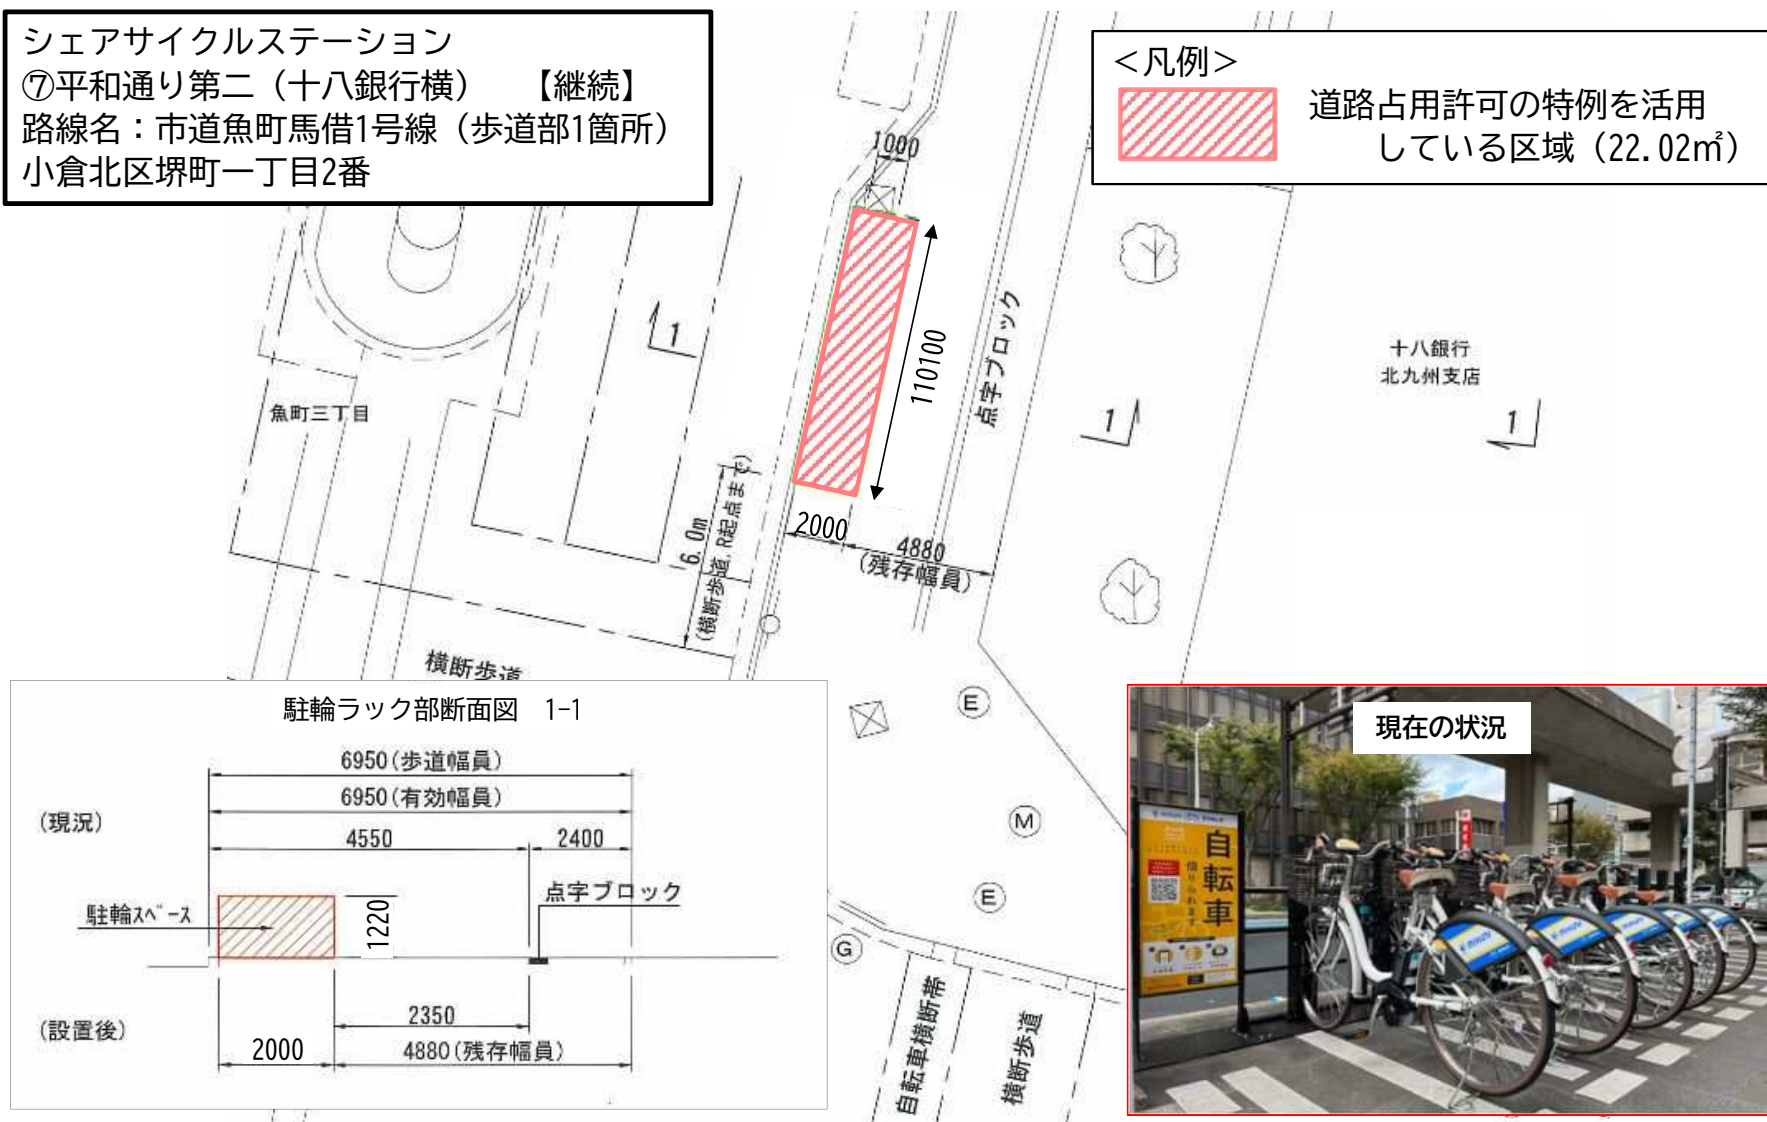 シェアサイクルステーション
⑦平和通り第二（十八銀行横）　【継続】
路線名：市道魚町馬借1号線（歩道部1箇所）
小倉北区堺町一丁目2番
＜凡例＞
道路占用許可の特例を活用
している区域（22.02㎡）
1000
110100
点字ブロック
1
1
1
十八銀行
北九州支店
魚町三丁目
6.0m
(横断歩道,R起点まで)
2000
4880
(残存幅員)
横断歩道
E
M
E
G
自転車横断帯
横断歩道
駐輪ラック部断面図　1-1
6950(歩道幅員)
6950(有効幅員)
(現況)
4550
2400
駐輪スペース
1220
点字ブロック
(設置後)
2350
2000
4880(残存幅員)
現在の状況
自転車
借りられます